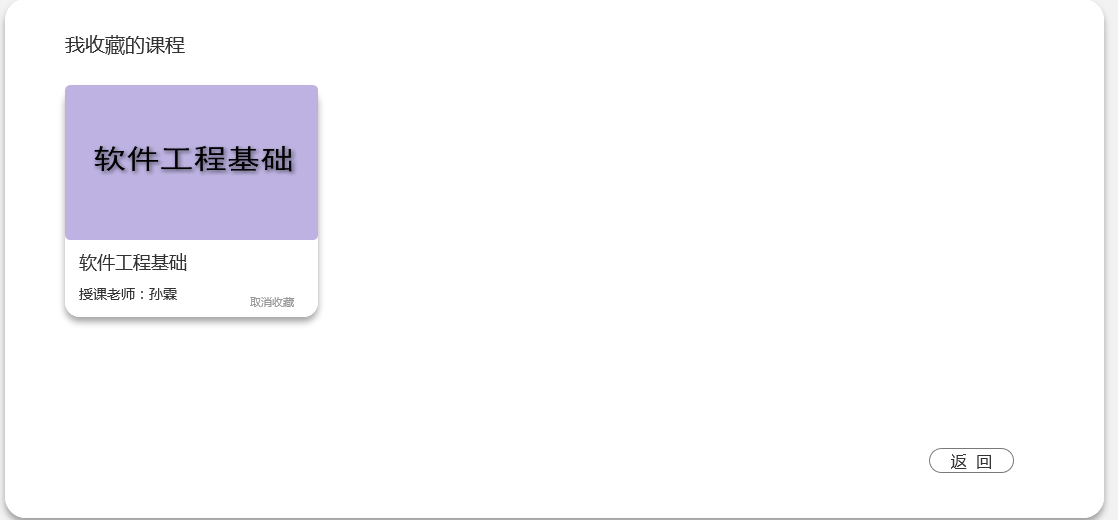 我收藏的课程
软件工程基础
软件工程基础
授课老师：孙霖
取消收藏
返 回